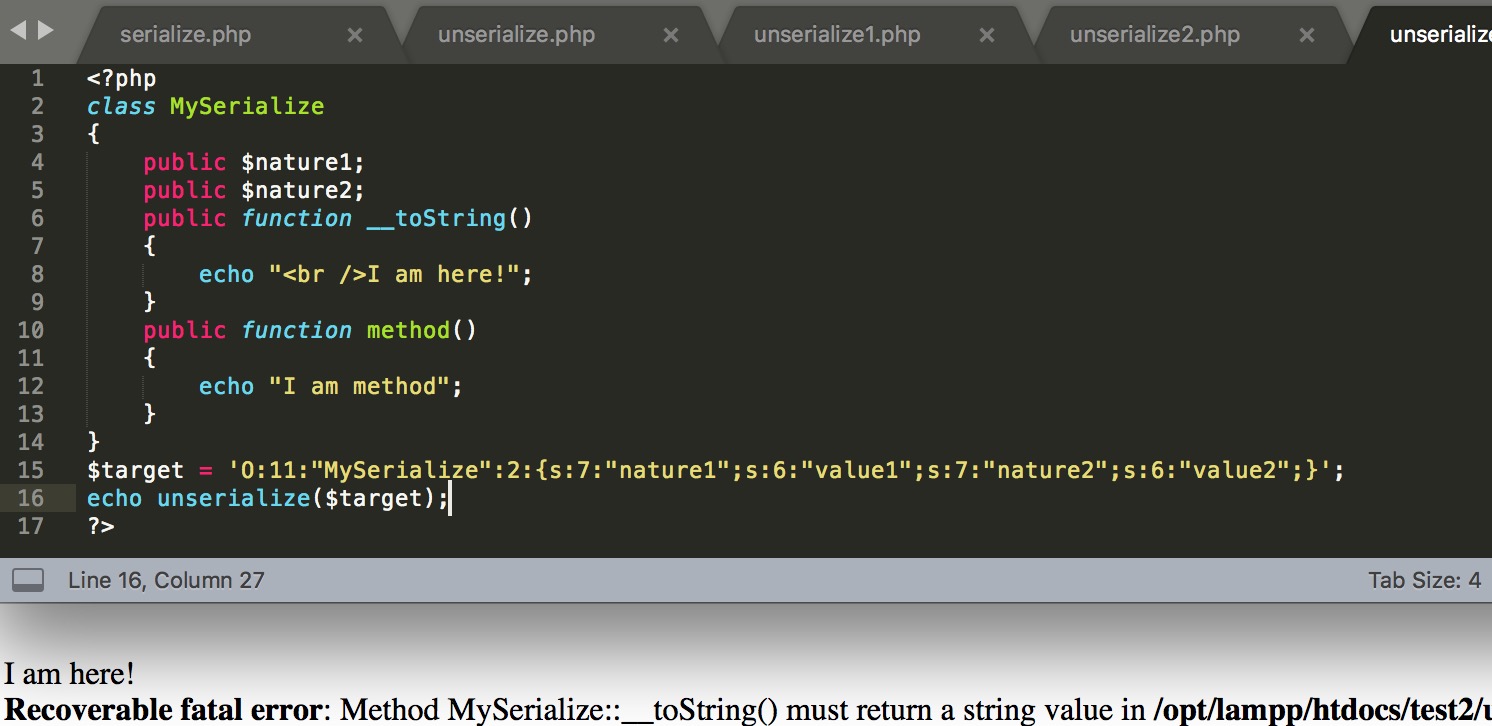 serialize.php × unserialize.php × unserialize1.php × unserialize2.php × unserialize
1 <?php
2 class MySerialize
3 {
4 public $nature1;
5 public $nature2;
6 public function __toString()
7 {
8 echo "<br />I am here!";
9 }
10 public function method()
11 {
12 echo "I am method";
13 }
14 }
15 $target = 'O:11:"MySerialize":2:{s:7:"nature1";s:6:"value1";s:7:"nature2";s:6:"value2";}';
16 echo unserialize($target);
17 ?>
Line 16, Column 27 Tab Size: 4
I am here!
Recoverable fatal error: Method MySerialize::__toString() must return a string value in /opt/lampp/htdocs/test2/u